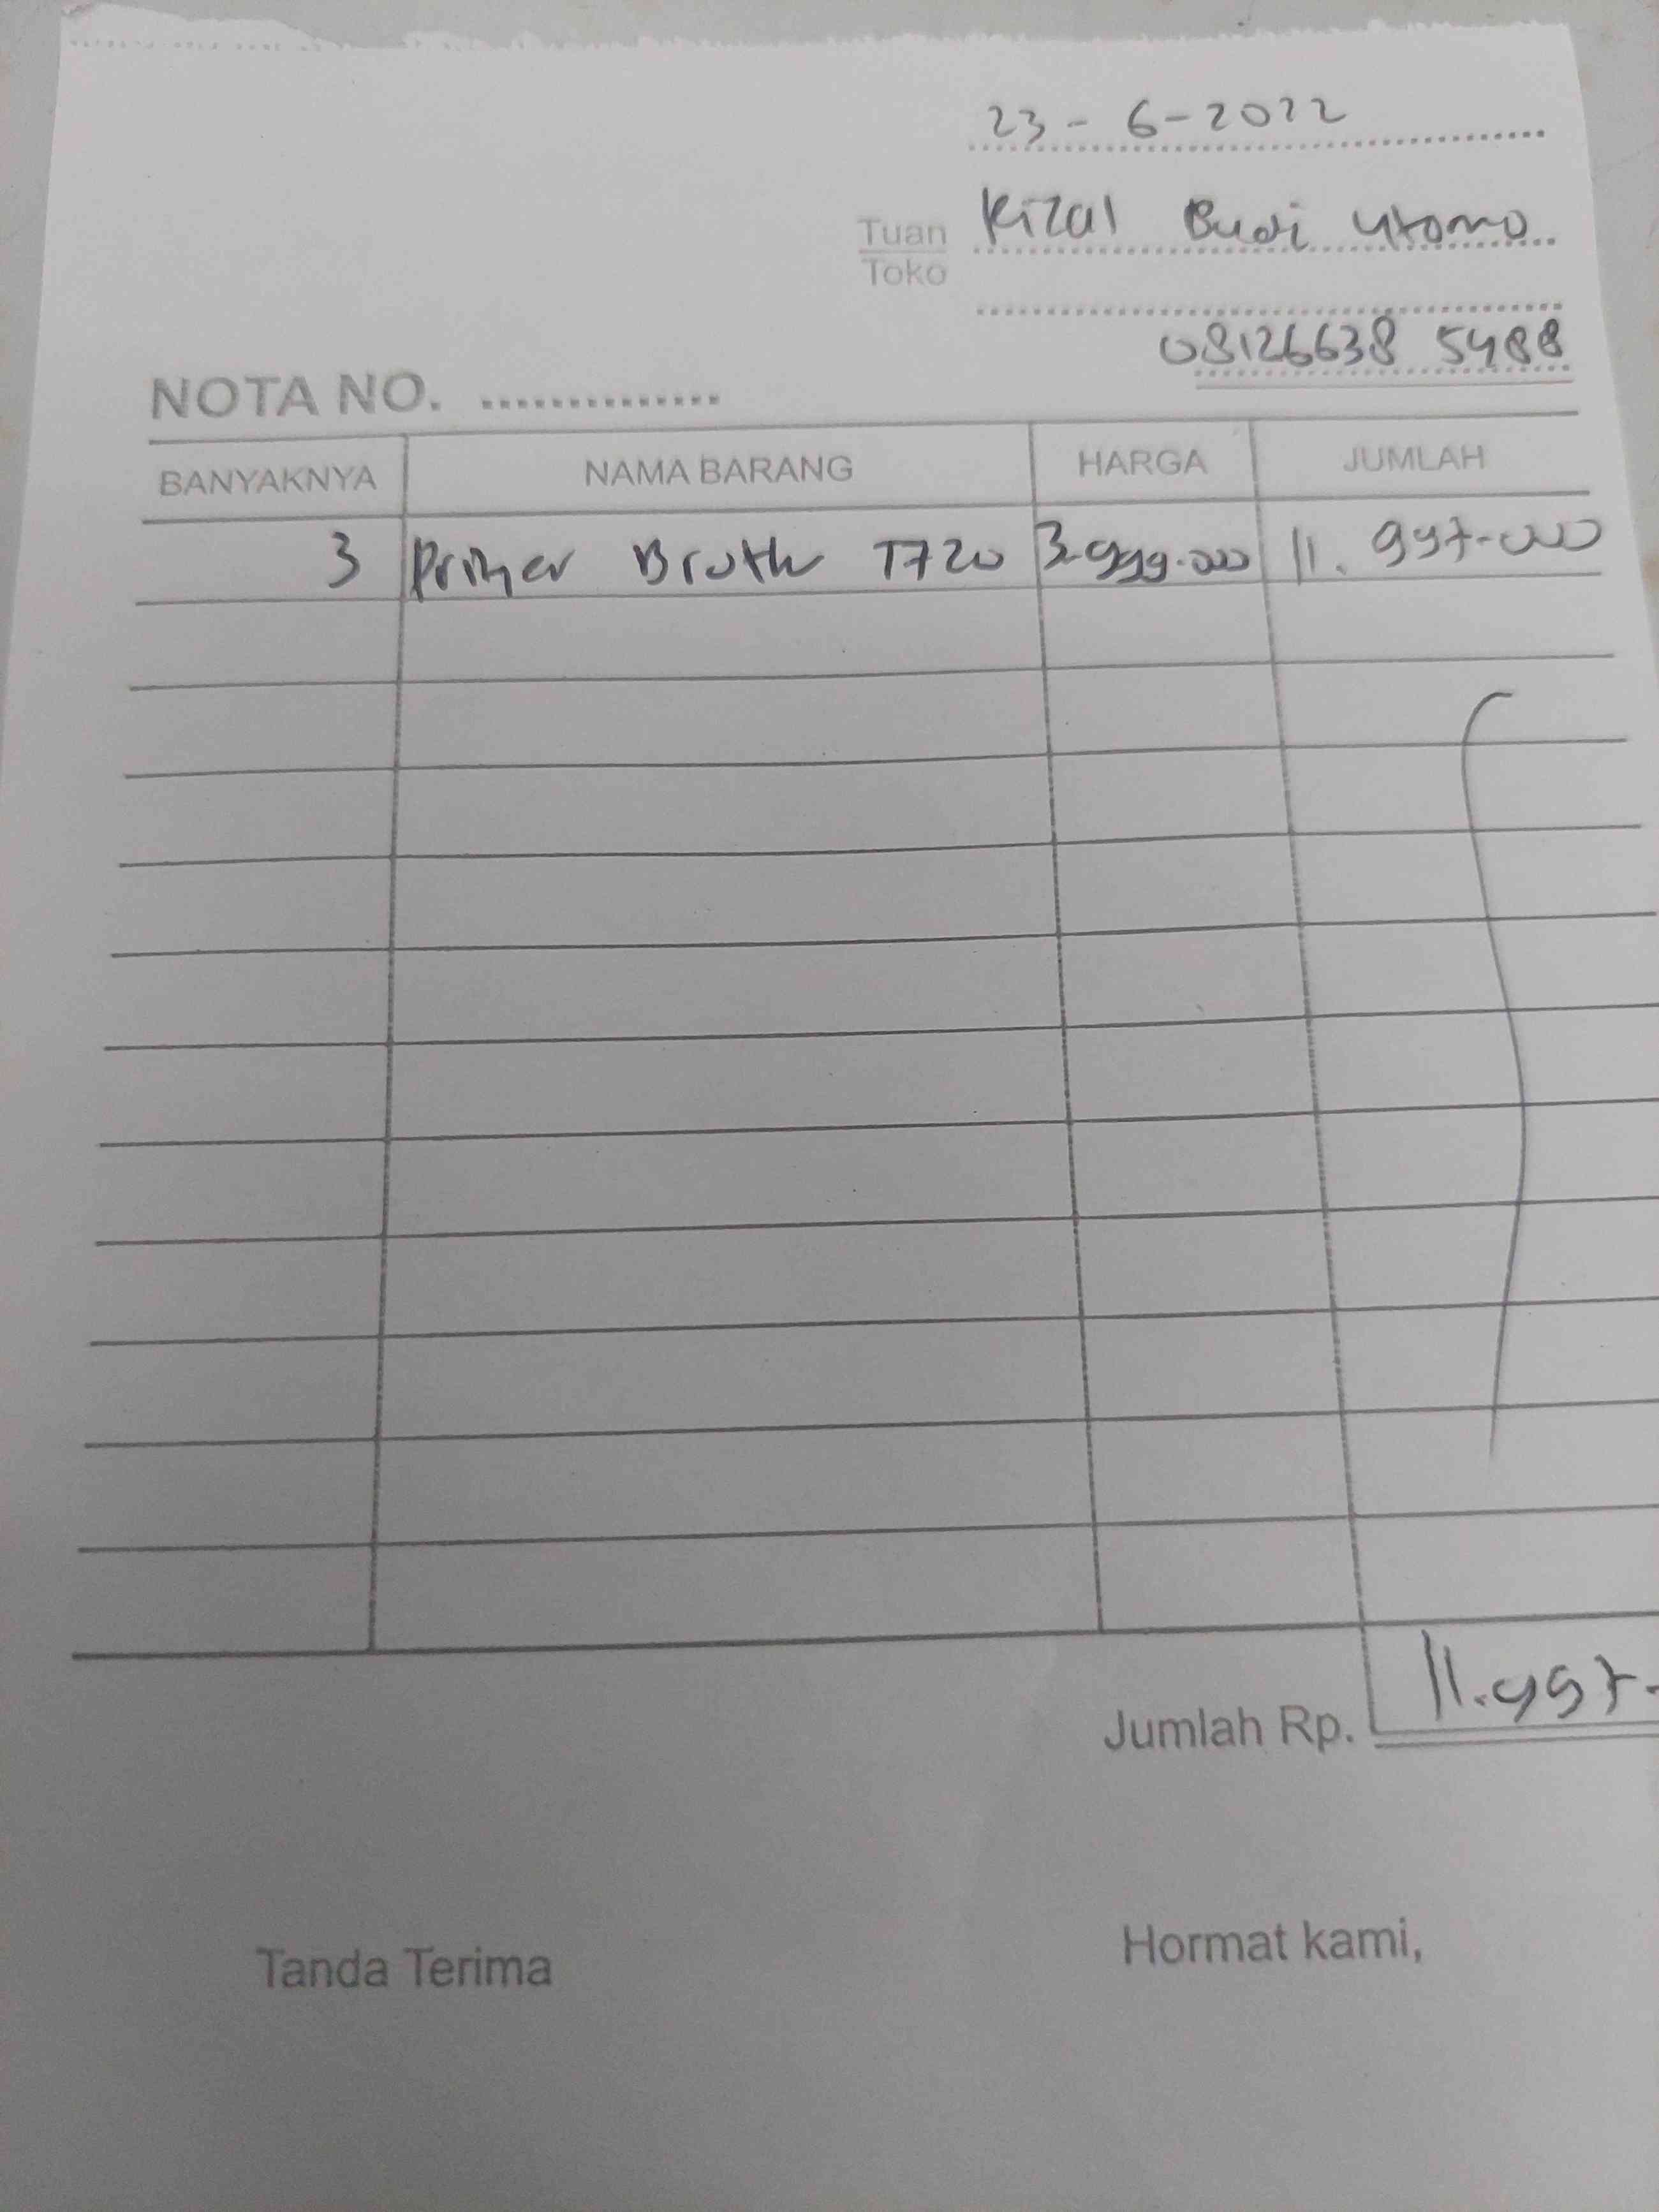 23 - 6 - 2022
Tuan Rizal Budi Utomo
Toko
08126638 5488
NOTA NO. ..............
BANYAKNYA NAMA BARANG HARGA JUMLAH
3 Printer Broth T720 3.999.000 11.997.000
Jumlah Rp. 11.997.
Tanda Terima Hormat kami,